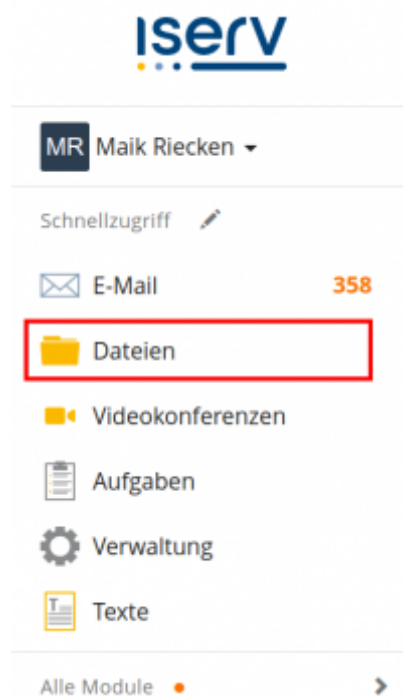 ISerV
MR Maik Riecken
Schnellzugriff
E-Mail 358
Dateien
Videokonferenzen
Aufgaben
Verwaltung
Texte
Alle Module